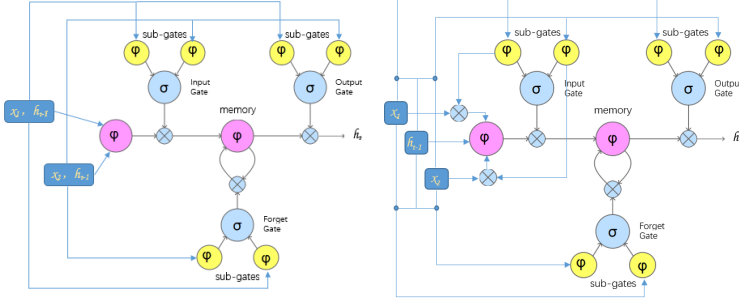 sub-gates
sub-gates
φ
φ
φ
φ
σ
Input
Gate
σ
Output
Gate
memory
φ
φ
σ
Forget
Gate
φ
φ
sub-gates
sub-gates
sub-gates
φ
φ
φ
φ
σ
Input
Gate
σ
Outpu
Gate
memory
φ
φ
h
σ
Forget
Gate
φ
φ
sub-gates